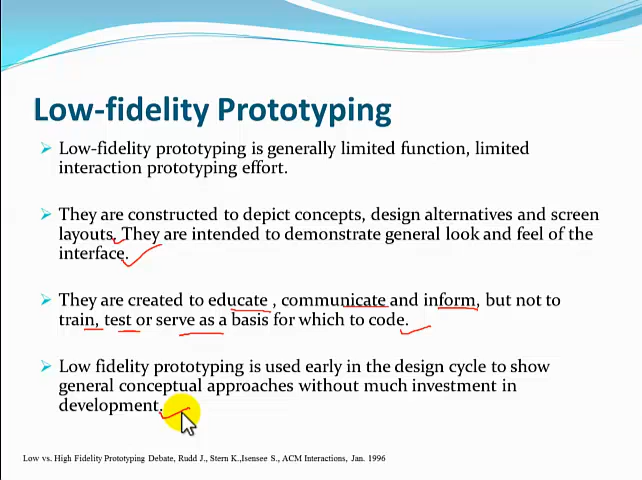 Low-fidelity Prototyping
Low-fidelity prototyping is generally limited function, limited
interaction prototyping effort.
They are constructed to depict concepts, design alternatives and screen
layouts. They are intended to demonstrate general look and feel of the
interface.
They are created to educate , communicate and inform, but not to
train, test or serve as a basis for which to code.
Low fidelity prototyping is used early in the design cycle to show
general conceptual approaches without much investment in
development.
Low vs. High Fidelity Prototyping Debate, Rudd J., Stern K.,Isensee S., ACM Interactions, Jan. 1996